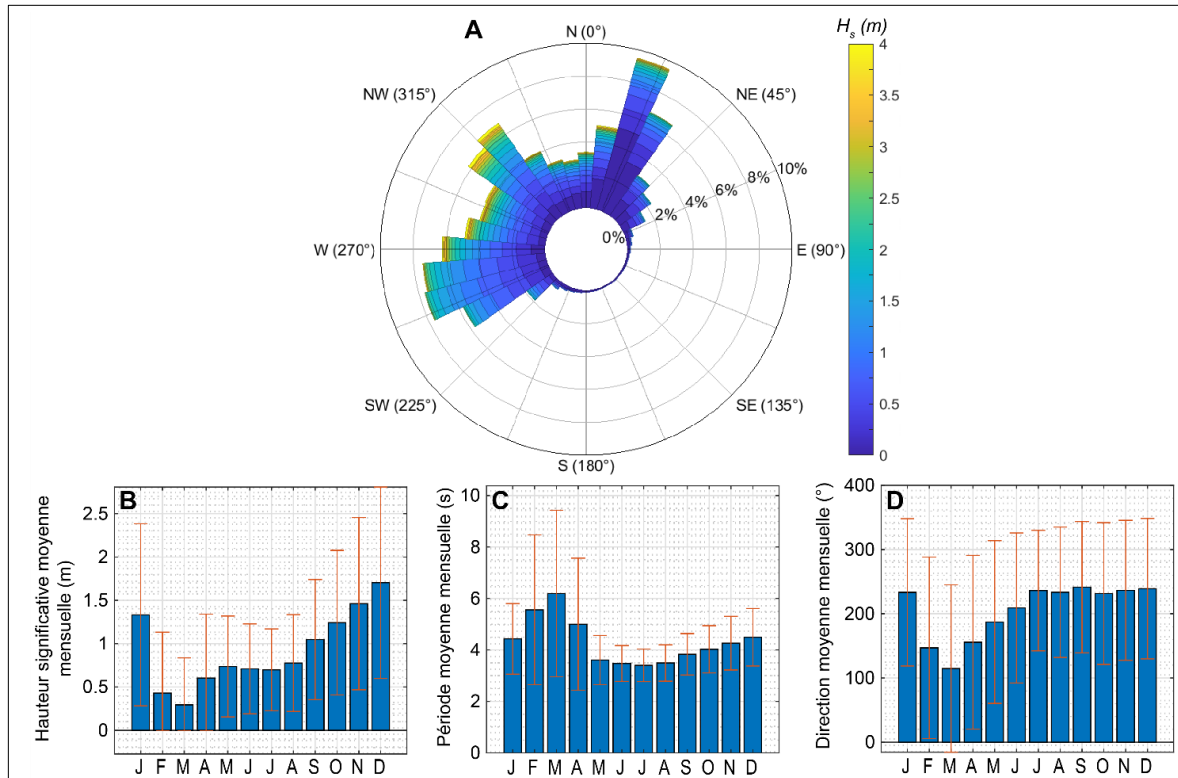 A
N (0°)
H_s (m)
NW (315°)
NE (45°)
W (270°)
E (90°)
SW (225°)
SE (135°)
S (180°)
0%
2%
4%
6%
8%
10%
4
3.5
3
2.5
2
1.5
1
0.5
0
B
Hauteur significative moyenne
mensuelle (m)
2.5
2
1.5
1
0.5
0
J F M A M J J A S O N D
C
Période moyenne mensuelle (s)
10
8
6
4
2
0
J F M A M J J A S O N D
D
Direction moyenne mensuelle (°)
400
300
200
100
0
J F M A M J J A S O N D